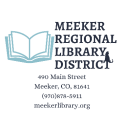 MEEKER
REGIONAL
LIBRARY
DISTRICT
490 Main Street
Meeker, CO, 81641
(970)878-5911
meekerlibrary.org